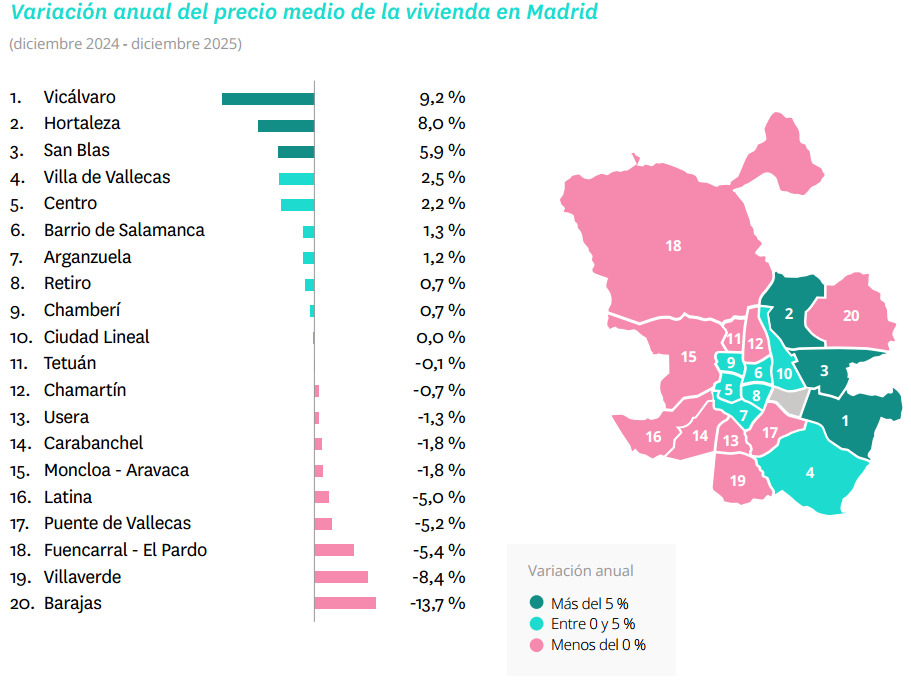 Variación anual del precio medio de la vivienda en Madrid
(diciembre 2024 - diciembre 2025)
1. Vicálvaro 9,2 %
2. Hortaleza 8,0 %
3. San Blas 5,9 %
4. Villa de Vallecas 2,5 %
5. Centro 2,2 %
6. Barrio de Salamanca 1,3 %
7. Arganzuela 1,2 %
8. Retiro 0,7 %
9. Chamberí 0,7 %
10. Ciudad Lineal 0,0 %
11. Tetuán -0,1 %
12. Chamartín -0,7 %
13. Usera -1,3 %
14. Carabanchel -1,8 %
15. Moncloa - Aravaca -1,8 %
16. Latina -5,0 %
17. Puente de Vallecas -5,2 %
18. Fuencarral - El Pardo -5,4 %
19. Villaverde -8,4 %
20. Barajas -13,7 %
18
2
20
11
12
15
9
6
10
3
5
8
7
1
16
14
13
17
4
19
Variación anual
Más del 5 %
Entre 0 y 5 %
Menos del 0 %